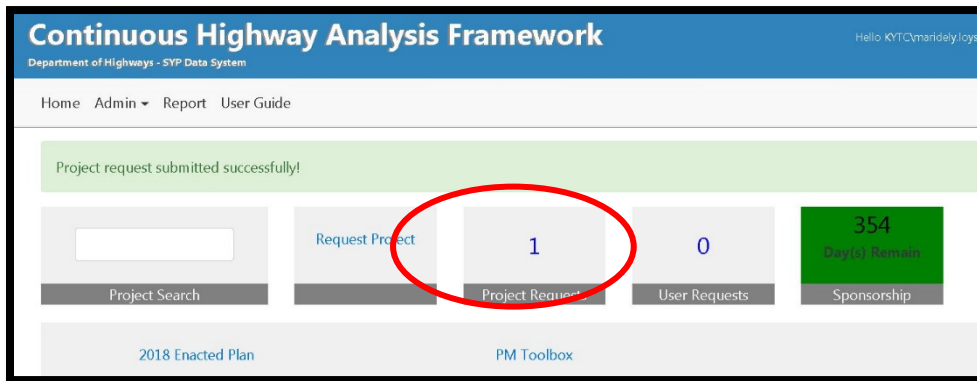 Continuous Highway Analysis Framework
Hello KYTC\maridely.loys
Department of Highways - SYP Data System
Home Admin Report User Guide
Project request submitted successfully!
Request Project
1
0
354
Day(s) Remain
Project Search
Project Requests
User Requests
Sponsorship
2018 Enacted Plan
PM Toolbox